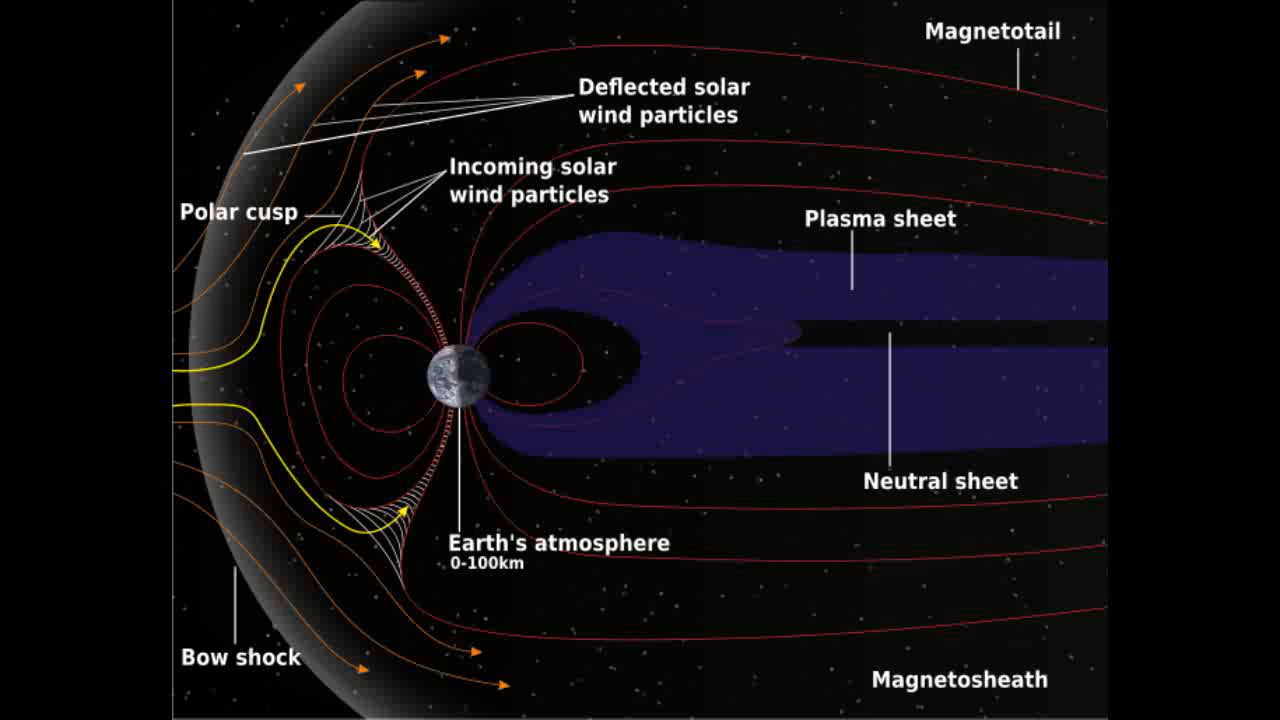 Magnetotail
Deflected solar
wind particles
Incoming solar
wind particles
Polar cusp
Plasma sheet
Neutral sheet
Earth's atmosphere
0-100km
Bow shock
Magnetosheath